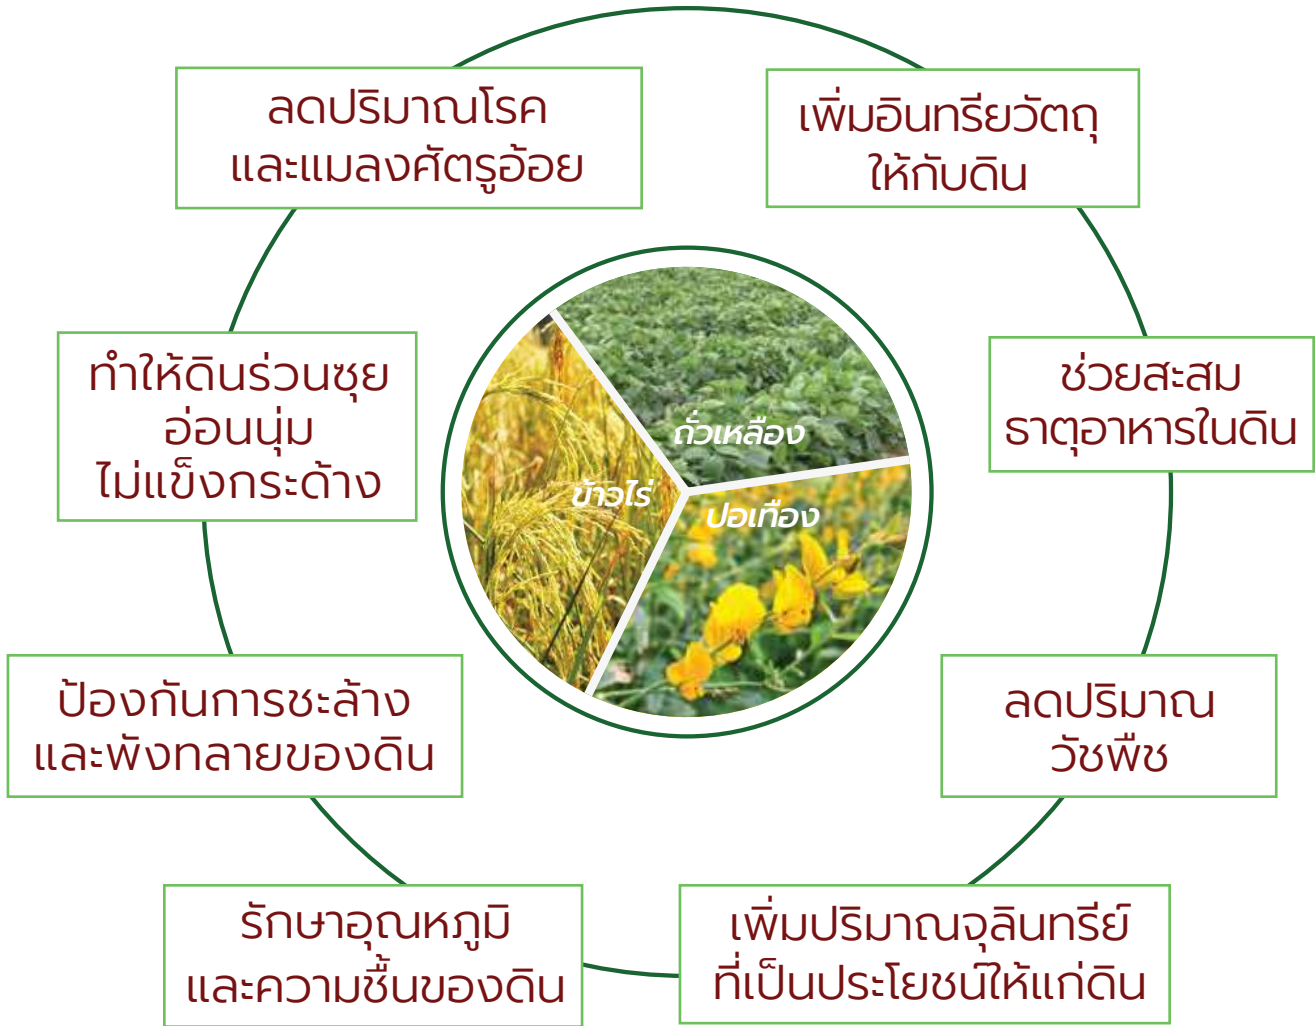 ลดปริมาณโรค
และแมลงศัตรูอ้อย
เพิ่มอินทรียวัตถุ
ให้กับดิน
ทำให้ดินร่วนซุย
อ่อนนุ่ม
ไม่แข็งกระด้าง
ช่วยสะสม
ธาตุอาหารในดิน
ถั่วเหลือง
ข้าวไร่
ปอเทือง
ป้องกันการชะล้าง
และพังทลายของดิน
ลดปริมาณ
วัชพืช
รักษาอุณหภูมิ
และความชื้นของดิน
เพิ่มปริมาณจุลินทรีย์
ที่เป็นประโยชน์ให้แก่ดิน